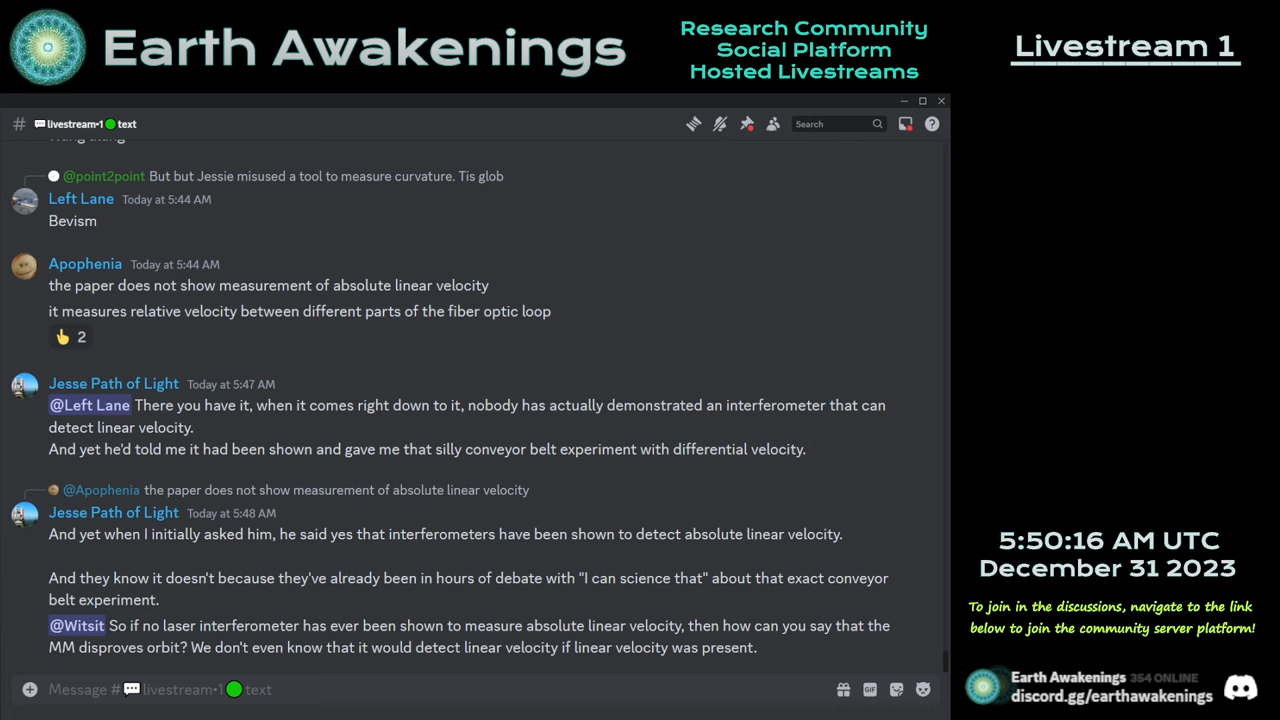 Earth Awakenings
Research Community
Social Platform
Hosted Livestreams
Livestream 1
# livestream•1 text
Search
@point2point But but Jessie misused a tool to measure curvature. Tis glob
Left Lane Today at 5:44 AM
Bevism
Apophenia Today at 5:44 AM
the paper does not show measurement of absolute linear velocity
it measures relative velocity between different parts of the fiber optic loop
2
Jesse Path of Light Today at 5:47 AM
@Left Lane There you have it, when it comes right down to it, nobody has actually demonstrated an interferometer that can
detect linear velocity.
And yet he'd told me it had been shown and gave me that silly conveyor belt experiment with differential velocity.
@Apophenia the paper does not show measurement of absolute linear velocity
Jesse Path of Light Today at 5:48 AM
And yet when I initially asked him, he said yes that interferometers have been shown to detect absolute linear velocity.
And they know it doesn't because they've already been in hours of debate with "I can science that" about that exact conveyor
belt experiment.
@Witsit So if no laser interferometer has ever been shown to measure absolute linear velocity, then how can you say that the
MM disproves orbit? We don't even know that it would detect linear velocity if linear velocity was present.
Message # livestream•1 text
GIF
5:50:16 AM UTC
December 31 2023
To join in the discussions, navigate to the link
below to join the community server platform!
Earth Awakenings 354 ONLINE
discord.gg/earthawakenings